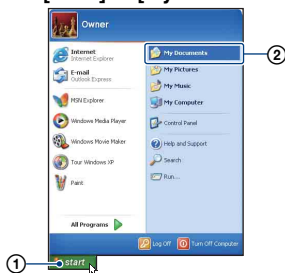 Owner
Internet
Internet Explorer
E-mail
Outlook Express
MSN Explorer
Windows Media Player
Windows Movie Maker
Tour Windows XP
Paint
All Programs
My Documents
My Pictures
My Music
My Computer
Control Panel
Help and Support
Search
Run...
Log Off
Turn Off Computer
start
1
2